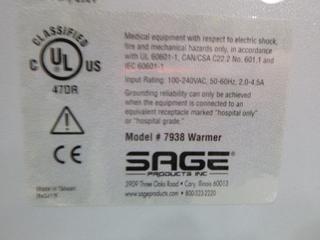 CLASSIFIED
C UL US
47DR
Medical equipment with respect to electric shock,
fire and mechanical hazards only, in accordance
with UL 60601-1, CAN/CSA C22.2 No. 601.1 and
IEC 60601-1.
Input Rating: 100-240VAC, 50-60Hz, 2.0-4.5A
Grounding reliability can only be achieved
when the equipment is connected to an
equivalent receptacle marked "hospital only"
or "hospital grade."
Model # 7938 Warmer
CE
SAGE
PRODUCTS INC
3909 Three Oaks Road • Cary, Illinois 60013
www.sageproducts.com • 800-323-2220
Made in Taiwan